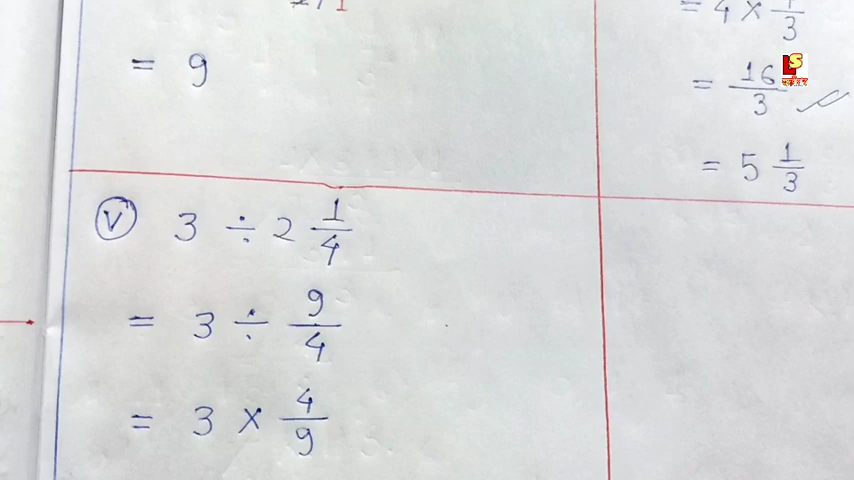 = 9
= 4 × 1/3
= 16/3
= 5 1/3
(v) 3 ÷ 2 1/4
= 3 ÷ 9/4
= 3 × 4/9
LS